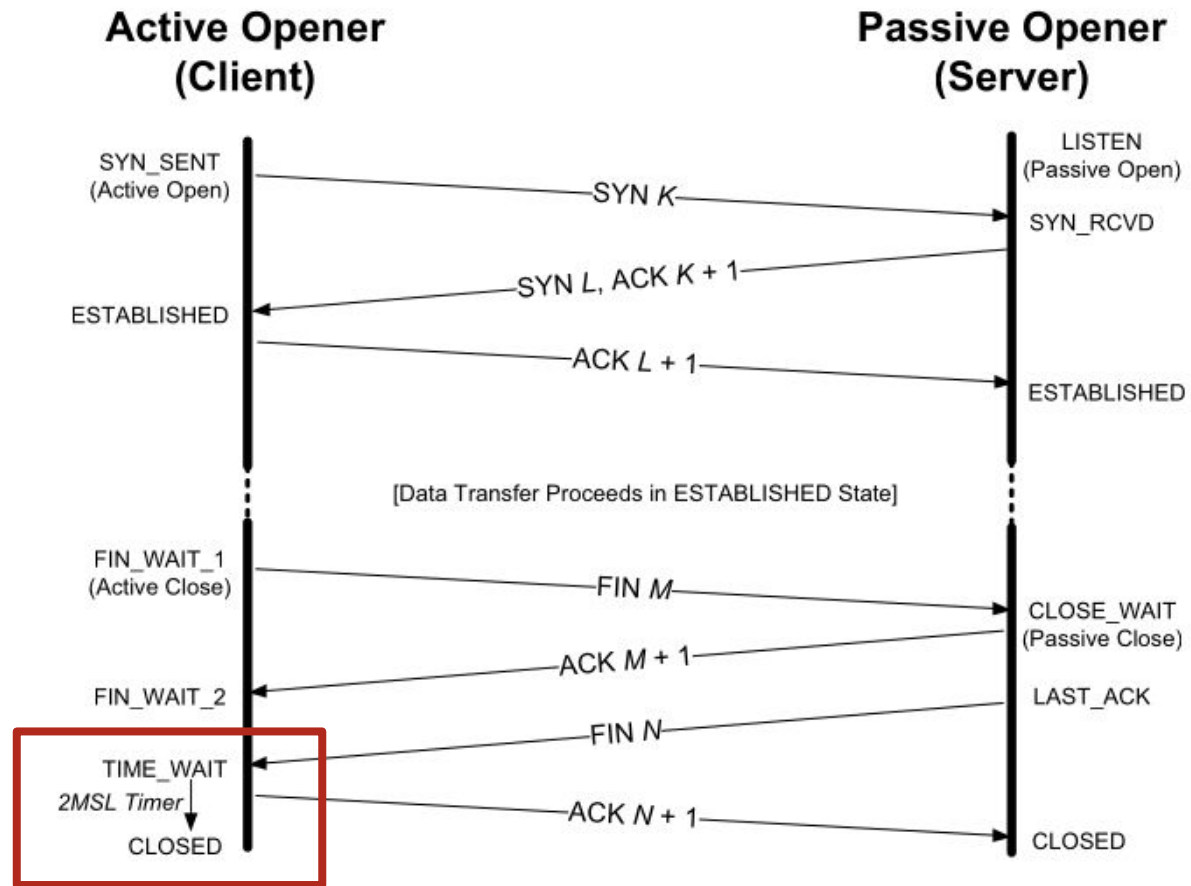 Active Opener
(Client)
Passive Opener
(Server)
SYN_SENT
(Active Open)
LISTEN
(Passive Open)
SYN K
SYN_RCVD
SYN L, ACK K + 1
ESTABLISHED
ACK L + 1
ESTABLISHED
[Data Transfer Proceeds in ESTABLISHED State]
FIN_WAIT_1
(Active Close)
FIN M
CLOSE_WAIT
(Passive Close)
ACK M + 1
FIN_WAIT_2
LAST_ACK
FIN N
TIME_WAIT
2MSL Timer
ACK N + 1
CLOSED
CLOSED